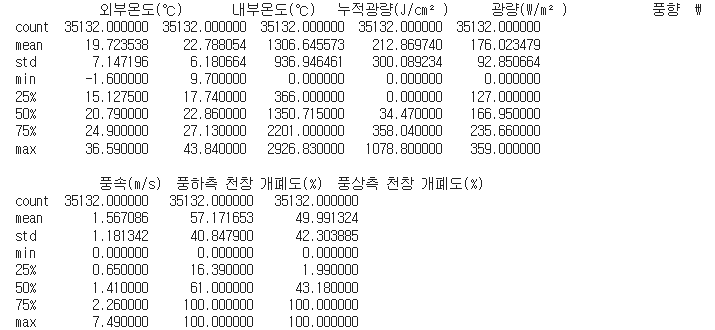 외부온도(℃) 내부온도(℃) 누적광량(J/cm²) 광량(W/m²) 풍향 ₩
count 35132.000000 35132.000000 35132.000000 35132.000000 35132.000000
mean 19.723538 22.788054 1306.645573 212.869740 176.023479
std 7.147196 6.180664 936.946461 300.089234 92.850664
min -1.600000 9.700000 0.000000 0.000000 0.000000
25% 15.127500 17.740000 366.000000 0.000000 127.000000
50% 20.790000 22.860000 1350.715000 34.470000 166.950000
75% 24.900000 27.130000 2201.000000 358.040000 235.660000
max 36.590000 43.840000 2926.830000 1078.800000 359.000000
풍속(m/s) 풍하측 천창 개폐도(%) 풍상측 천창 개폐도(%)
count 35132.000000 35132.000000 35132.000000
mean 1.567086 57.171653 49.991324
std 1.181342 40.847900 42.303885
min 0.000000 0.000000 0.000000
25% 0.650000 16.390000 1.990000
50% 1.410000 61.000000 43.180000
75% 2.260000 100.000000 100.000000
max 7.490000 100.000000 100.000000